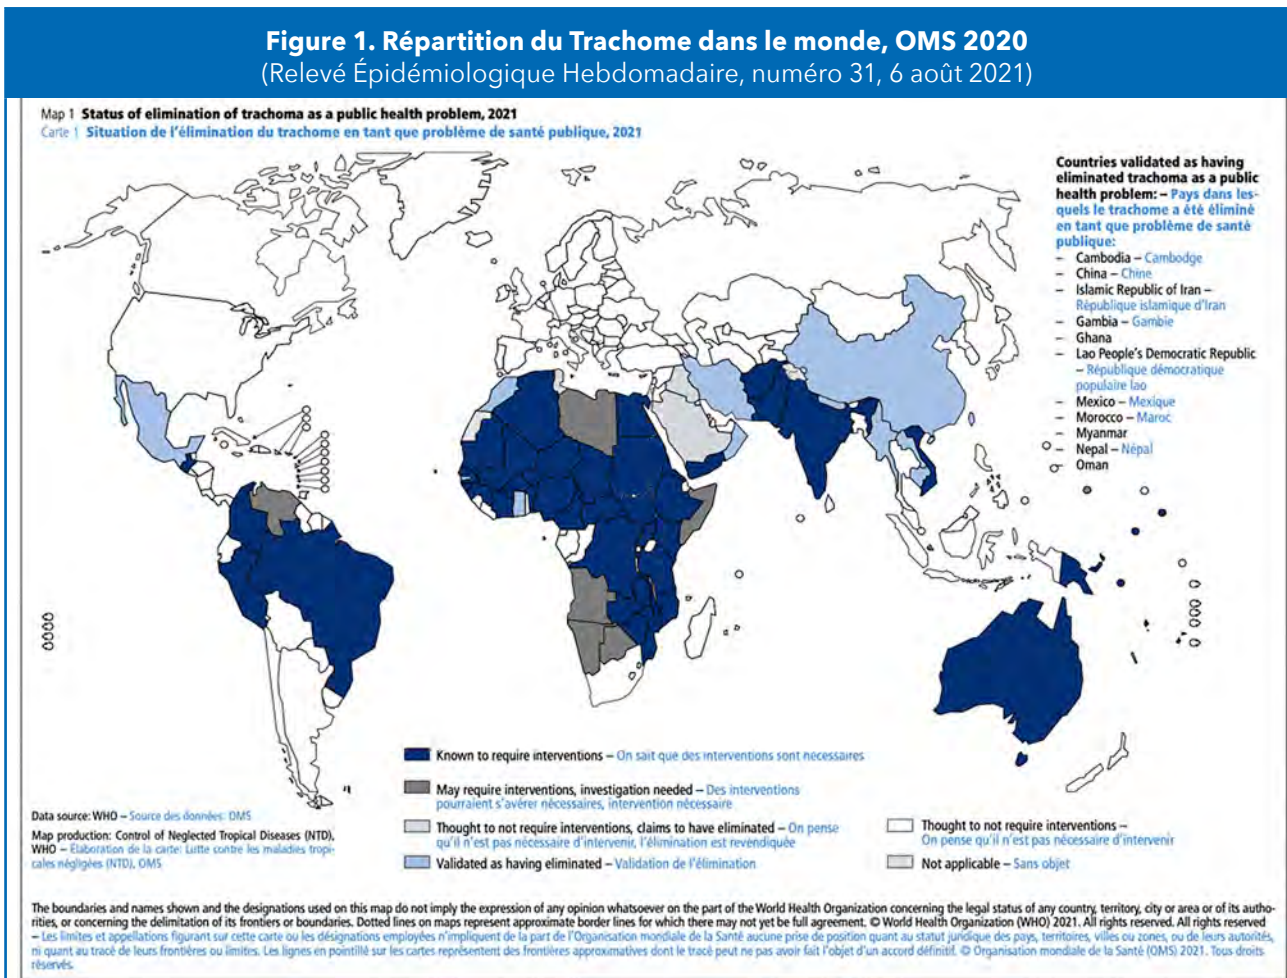 Figure 1. Répartition du Trachome dans le monde, OMS 2020
(Relevé Épidémiologique Hebdomadaire, numéro 31, 6 août 2021)
Map 1 Status of elimination of trachoma as a public health problem, 2021
Carte 1 Situation de l'élimination du trachome en tant que problème de santé publique, 2021
Countries validated as having
eliminated trachoma as a public
health problem: – Pays dans les-
quels le trachome a été éliminé
en tant que problème de santé
publique:
– Cambodia – Cambodge
– China – Chine
– Islamic Republic of Iran –
République islamique d'Iran
– Gambia – Gambie
– Ghana
– Lao People's Democratic Republic
– République démocratique
populaire lao
– Mexico – Mexique
– Morocco – Maroc
– Myanmar
– Nepal – Népal
– Oman
Known to require interventions – On sait que des interventions sont nécessaires
May require interventions, investigation needed – Des interventions
pourraient s'avérer nécessaires, intervention nécessaire
Thought to not require interventions, claims to have eliminated – On pense
qu'il n'est pas nécessaire d'intervenir, l'élimination est revendiquée
Validated as having eliminated – Validation de l'élimination
Thought to not require interventions –
On pense qu'il n'est pas nécessaire d'intervenir
Not applicable – Sans objet
Data source: WHO – Source des données: OMS
Map production: Control of Neglected Tropical Diseases (NTD),
WHO – Élaboration de la carte: Lutte contre les maladies tropi-
cales négligées (NTD), OMS
The boundaries and names shown and the designations used on this map do not imply the expression of any opinion whatsoever on the part of the World Health Organization concerning the legal status of any country, territory, city or area or of its autho-
rities, or concerning the delimitation of its frontiers or boundaries. Dotted lines on maps represent approximate border lines for which there may not yet be full agreement. © World Health Organization (WHO) 2021. All rights reserved. All rights reserved
– Les limites et appellations figurant sur cette carte ou les désignations employées n'impliquent de la part de l'Organisation mondiale de la Santé aucune prise de position quant au statut juridique des pays, territoires, villes ou zones, ou de leurs autorités,
ni quant au tracé de leurs frontières ou limites. Les lignes en pointillé sur les cartes représentent des frontières approximatives dont le tracé peut ne pas avoir fait l'objet d'un accord définitif. © Organisation mondiale de la Santé (OMS) 2021. Tous droits
réservés.